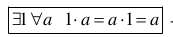 ∃1 ∀a 1·a = a·1 = a .